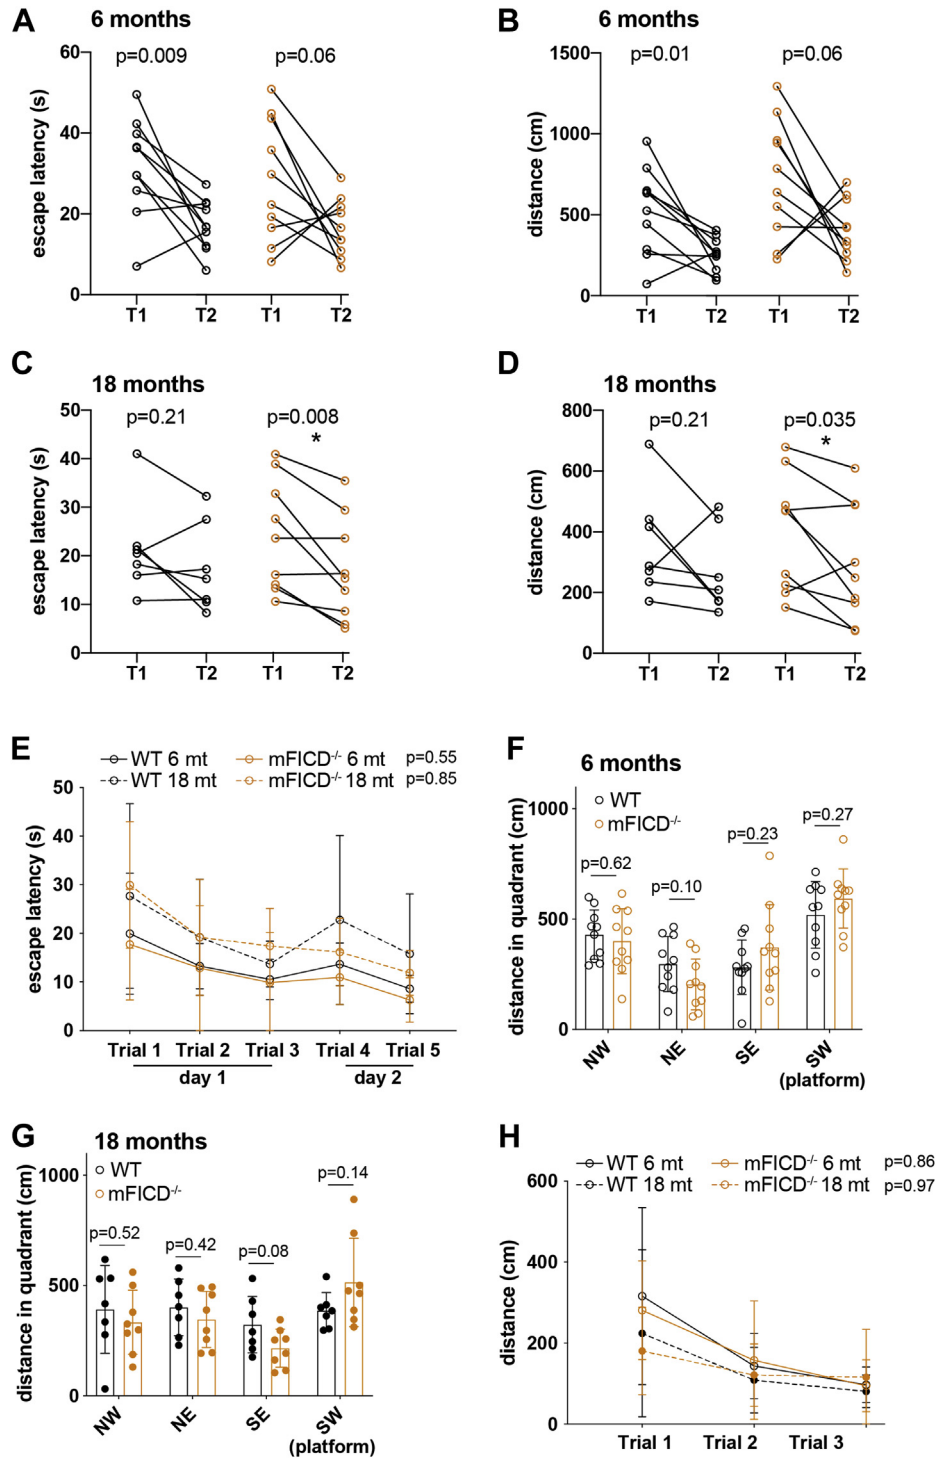 A
6 months
p=0.009
p=0.06
escape latency (s)
60
40
20
0
T1
T2
T1
T2
B
6 months
p=0.01
p=0.06
distance (cm)
1500
1000
500
0
T1
T2
T1
T2
C
18 months
p=0.21
p=0.008
*
escape latency (s)
50
40
30
20
10
0
T1
T2
T1
T2
D
18 months
p=0.21
p=0.035
*
distance (cm)
800
600
400
200
0
T1
T2
T1
T2
E
WT 6 mt
mFICD-/- 6 mt
p=0.55
WT 18 mt
mFICD-/- 18 mt
p=0.85
escape latency (s)
50
40
30
20
10
0
Trial 1 Trial 2 Trial 3 Trial 4 Trial 5
day 1
day 2
F
6 months
WT
mFICD-/-
p=0.62
p=0.10
p=0.23
p=0.27
distance in quadrant (cm)
1000
500
0
NW
NE
SE
SW
(platform)
G
18 months
WT
mFICD-/-
p=0.52
p=0.42
p=0.08
p=0.14
distance in quadrant (cm)
1000
500
0
NW
NE
SE
SW
(platform)
H
WT 6 mt
mFICD-/- 6 mt
p=0.86
WT 18 mt
mFICD-/- 18 mt
p=0.97
distance (cm)
600
400
200
0
Trial 1 Trial 2 Trial 3